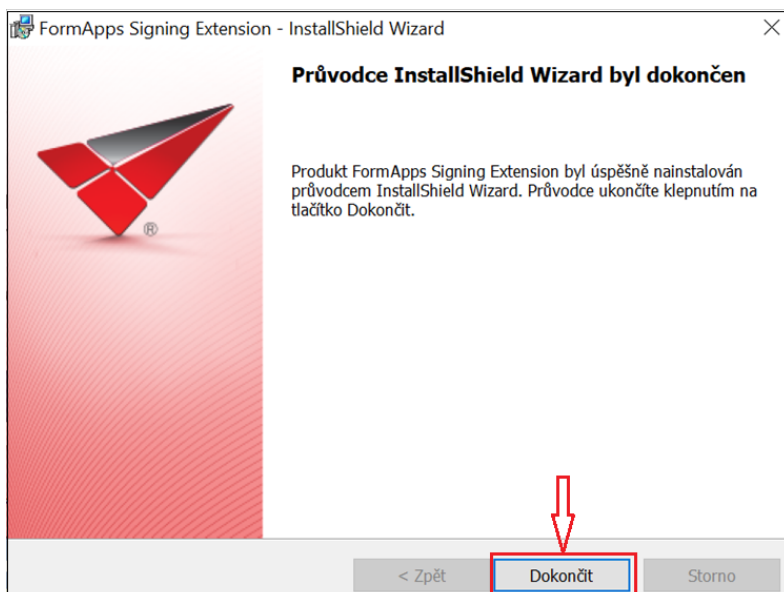 FormApps Signing Extension - InstallShield Wizard
Průvodce InstallShield Wizard byl dokončen
Produkt FormApps Signing Extension byl úspěšně nainstalován
průvodcem InstallShield Wizard. Průvodce ukončíte klepnutím na
tlačítko Dokončit.
®
< Zpět
Dokončit
Storno